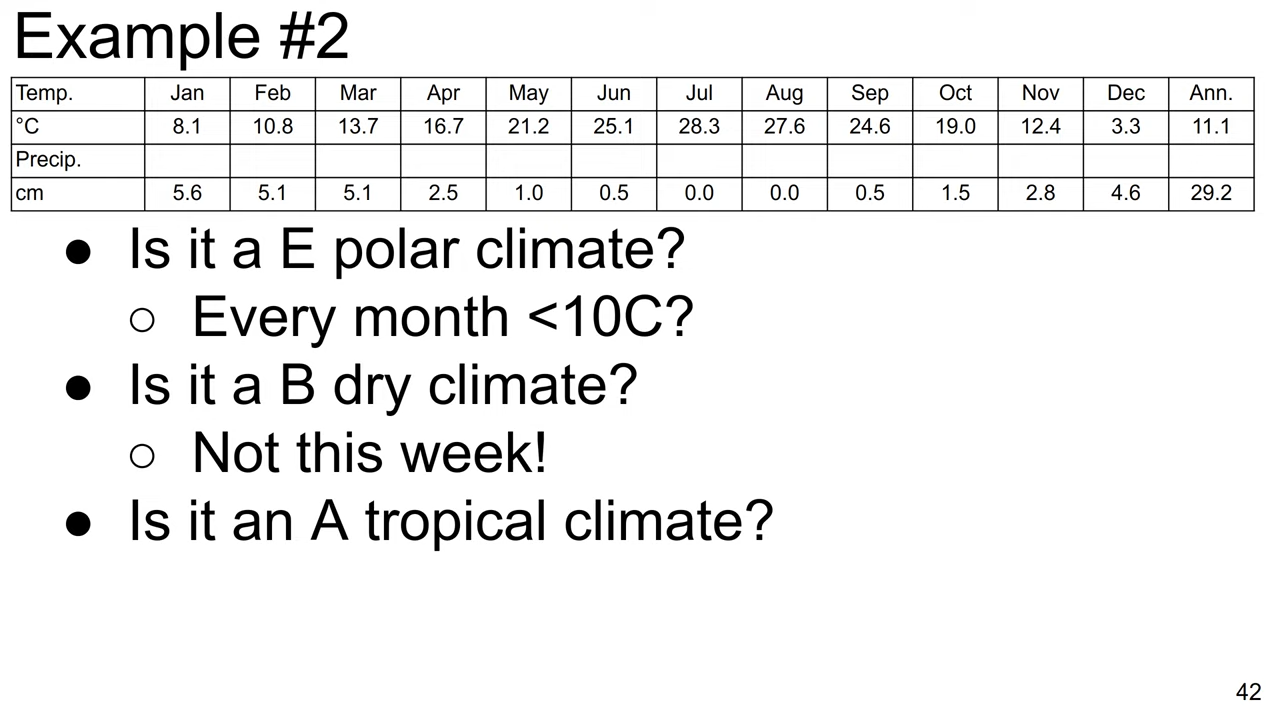 Example #2
Temp. Jan Feb Mar Apr May Jun Jul Aug Sep Oct Nov Dec Ann.
°C 8.1 10.8 13.7 16.7 21.2 25.1 28.3 27.6 24.6 19.0 12.4 3.3 11.1
Precip.
cm 5.6 5.1 5.1 2.5 1.0 0.5 0.0 0.0 0.5 1.5 2.8 4.6 29.2
● Is it a E polar climate?
○ Every month <10C?
● Is it a B dry climate?
○ Not this week!
● Is it an A tropical climate?
42